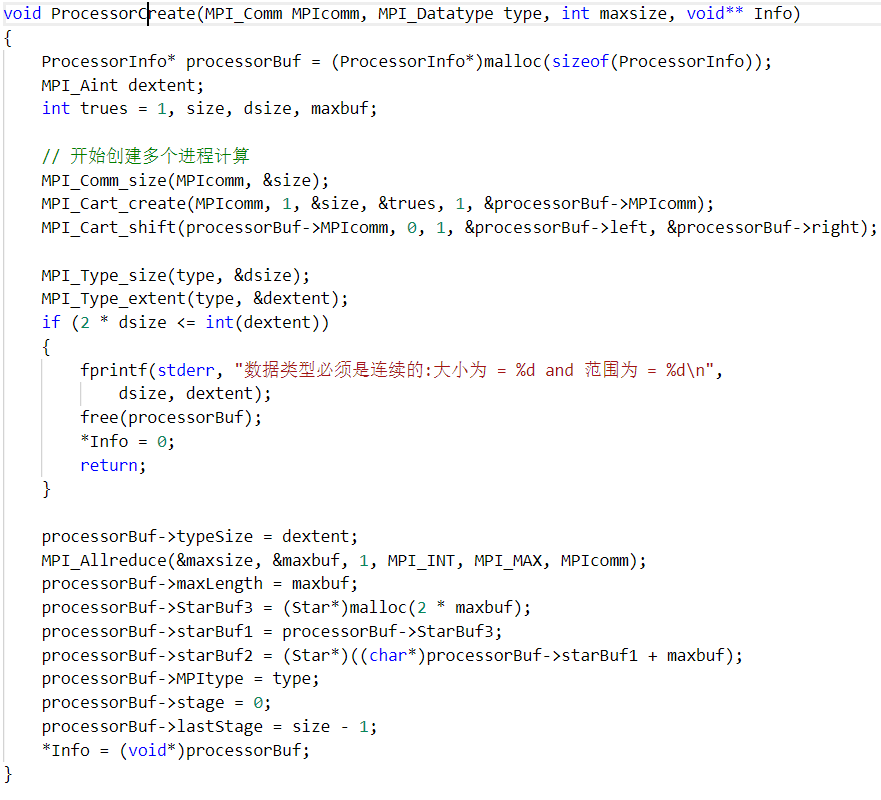 void ProcessorCreate(MPI_Comm MPIcomm, MPI_Datatype type, int maxsize, void** Info)
{
    ProcessorInfo* processorBuf = (ProcessorInfo*)malloc(sizeof(ProcessorInfo));
    MPI_Aint dextent;
    int trues = 1, size, dsize, maxbuf;

    // 开始创建多个进程计算
    MPI_Comm_size(MPIcomm, &size);
    MPI_Cart_create(MPIcomm, 1, &size, &trues, 1, &processorBuf->MPIcomm);
    MPI_Cart_shift(processorBuf->MPIcomm, 0, 1, &processorBuf->left, &processorBuf->right);

    MPI_Type_size(type, &dsize);
    MPI_Type_extent(type, &dextent);
    if (2 * dsize <= int(dextent))
    {
        fprintf(stderr, "数据类型必须是连续的:大小为 = %d and 范围为 = %d\n",
            dsize, dextent);
        free(processorBuf);
        *Info = 0;
        return;
    }

    processorBuf->typeSize = dextent;
    MPI_Allreduce(&maxsize, &maxbuf, 1, MPI_INT, MPI_MAX, MPIcomm);
    processorBuf->maxLength = maxbuf;
    processorBuf->StarBuf3 = (Star*)malloc(2 * maxbuf);
    processorBuf->starBuf1 = processorBuf->StarBuf3;
    processorBuf->starBuf2 = (Star*)((char*)processorBuf->starBuf1 + maxbuf);
    processorBuf->MPItype = type;
    processorBuf->stage = 0;
    processorBuf->lastStage = size - 1;
    *Info = (void*)processorBuf;
}